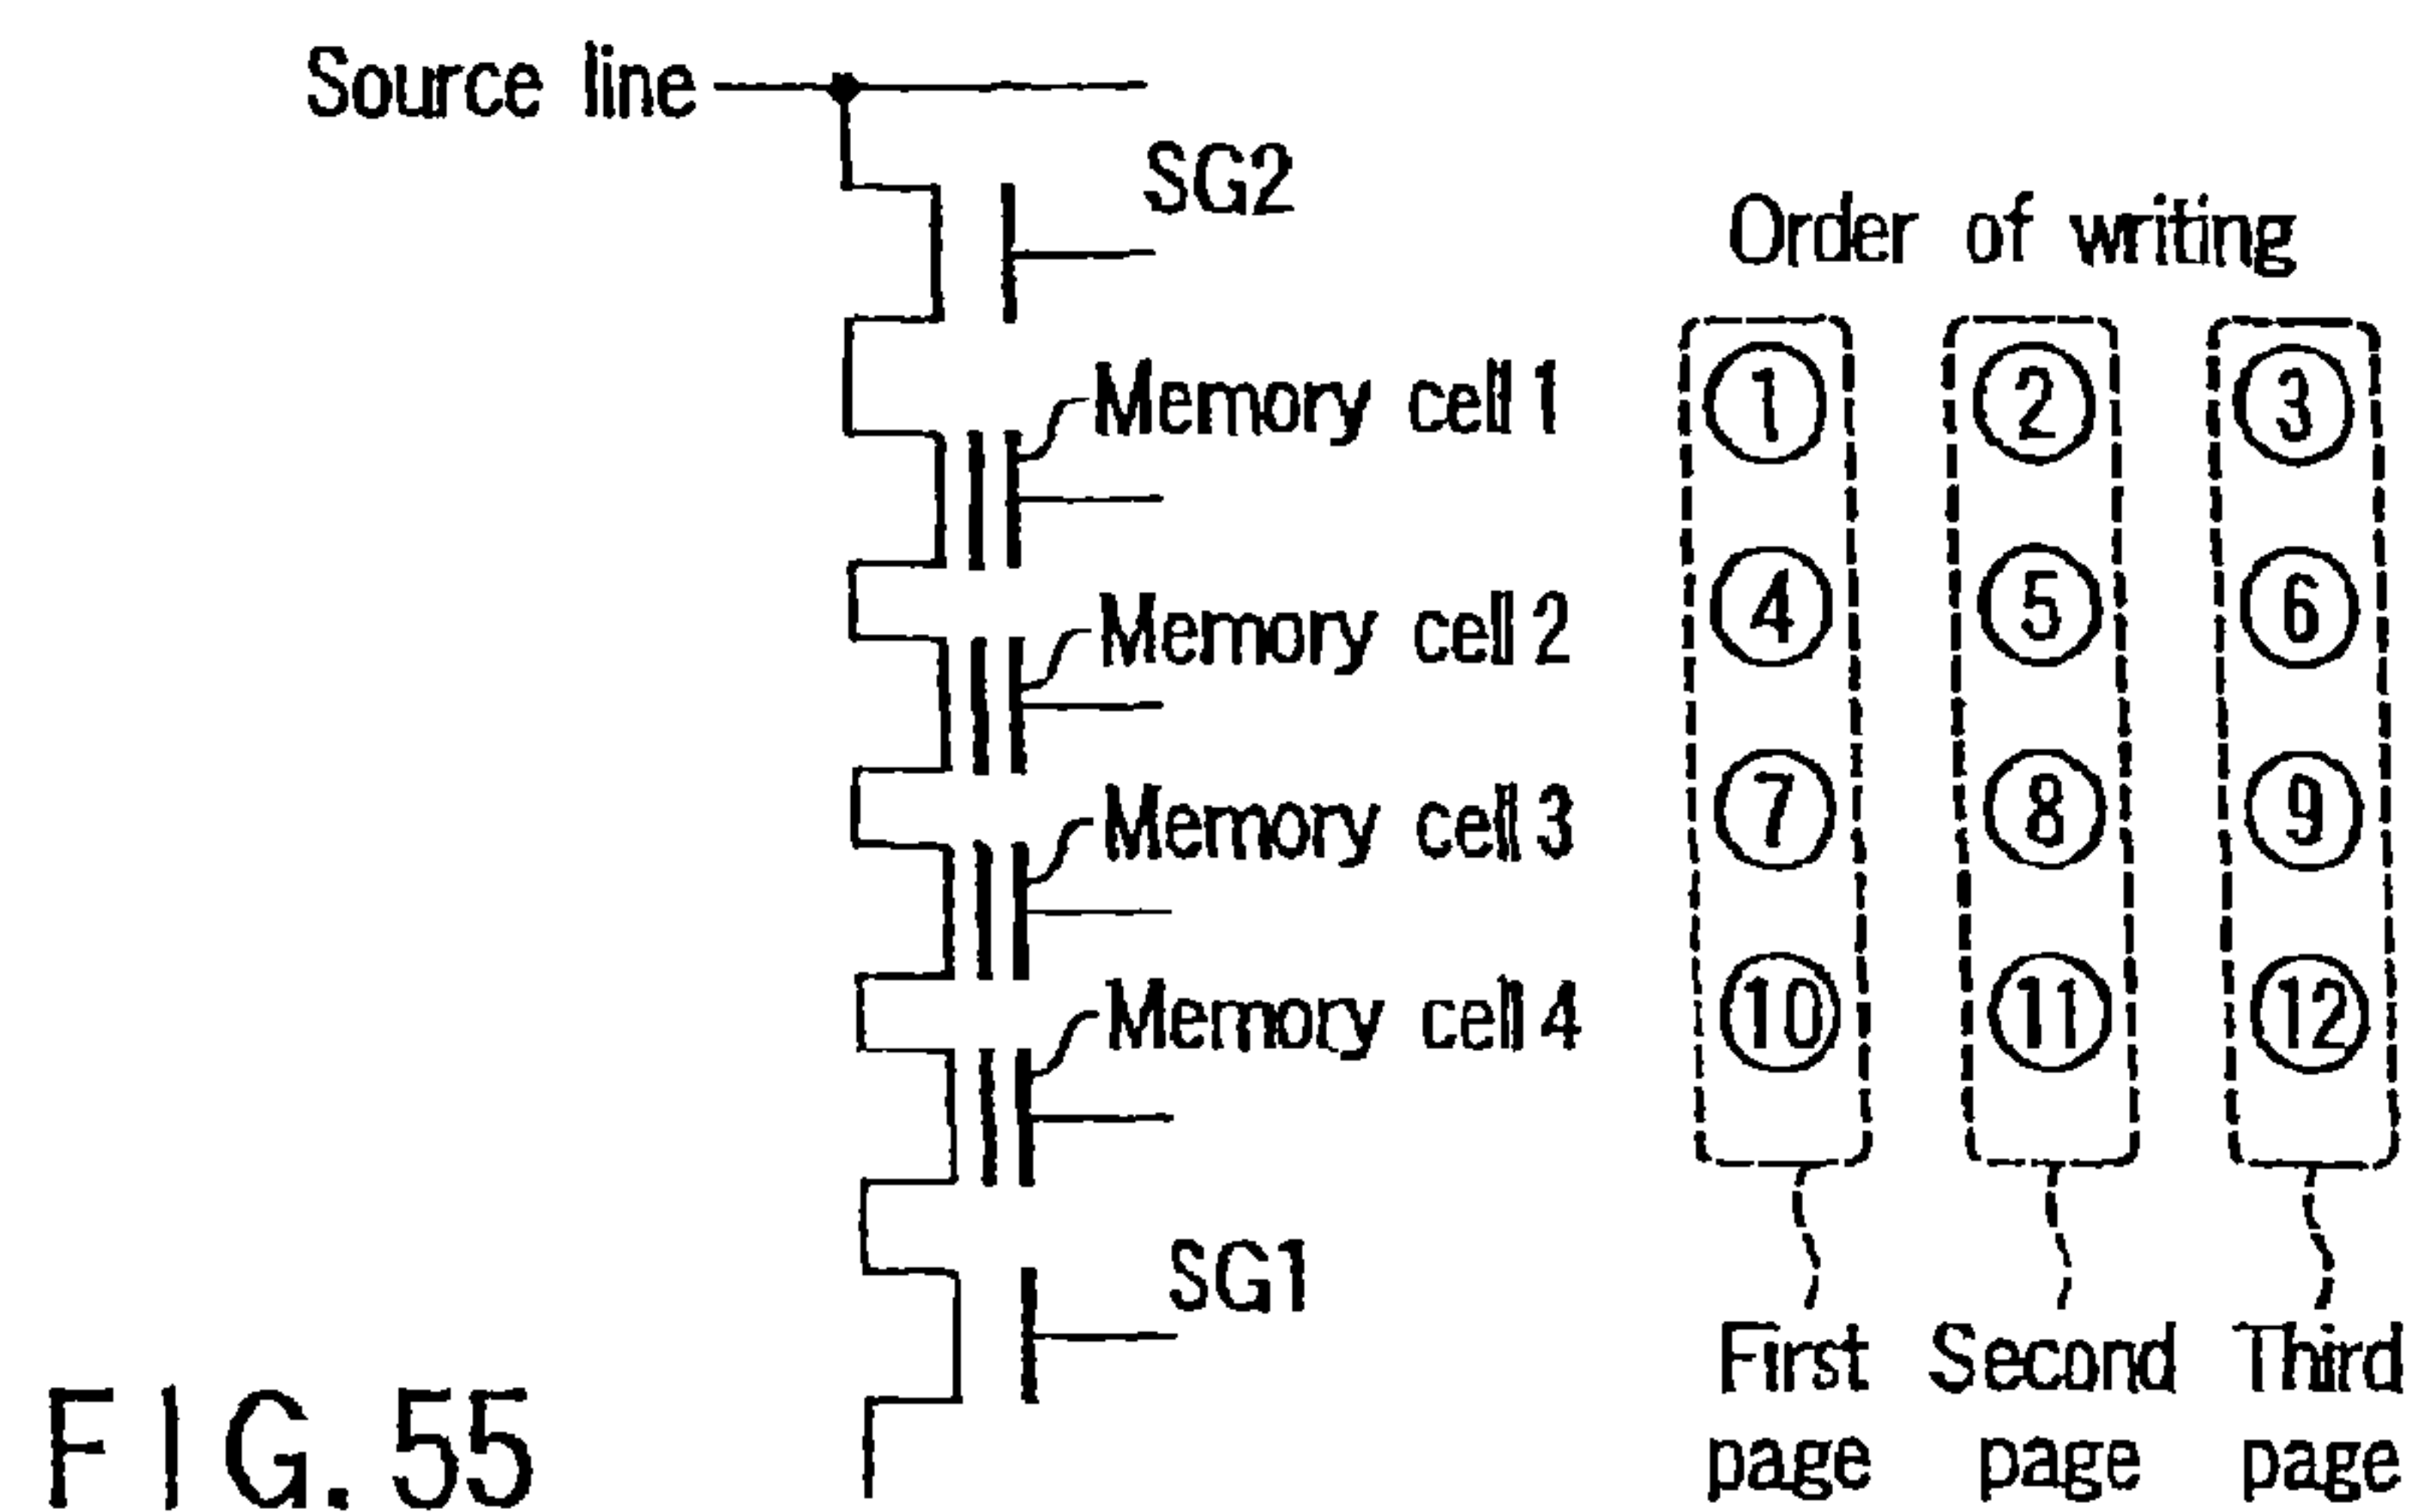 Source line
SG2
Order of writing
Memory cell 1 ① ② ③
Memory cell 2 ④ ⑤ ⑥
Memory cell 3 ⑦ ⑧ ⑨
Memory cell 4 ⑩ ⑪ ⑫
SG1
First page
Second page
Third page
FIG. 55